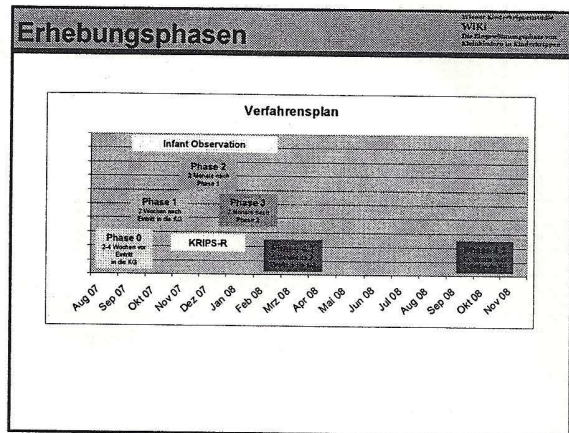 Erhebungsphasen
Wiener Kinderkrippenstudie
WiKi
Die Eingewöhnungsphase von
Kleinkindern in Kinderkrippen
Verfahrensplan
Infant Observation
Phase 2
2 Monate nach
Phase 1
Phase 1
2 Wochen nach
Eintritt in die KG
Phase 3
2 Monate nach
Phase 2
Phase 0
2-4 Wochen vor
Eintritt
in die KG
KRIPS-R
Aug 07
Sep 07
Okt 07
Nov 07
Dez 07
Jan 08
Feb 08
Mrz 08
Apr 08
Mai 08
Jun 08
Jul 08
Aug 08
Sep 08
Okt 08
Nov 08